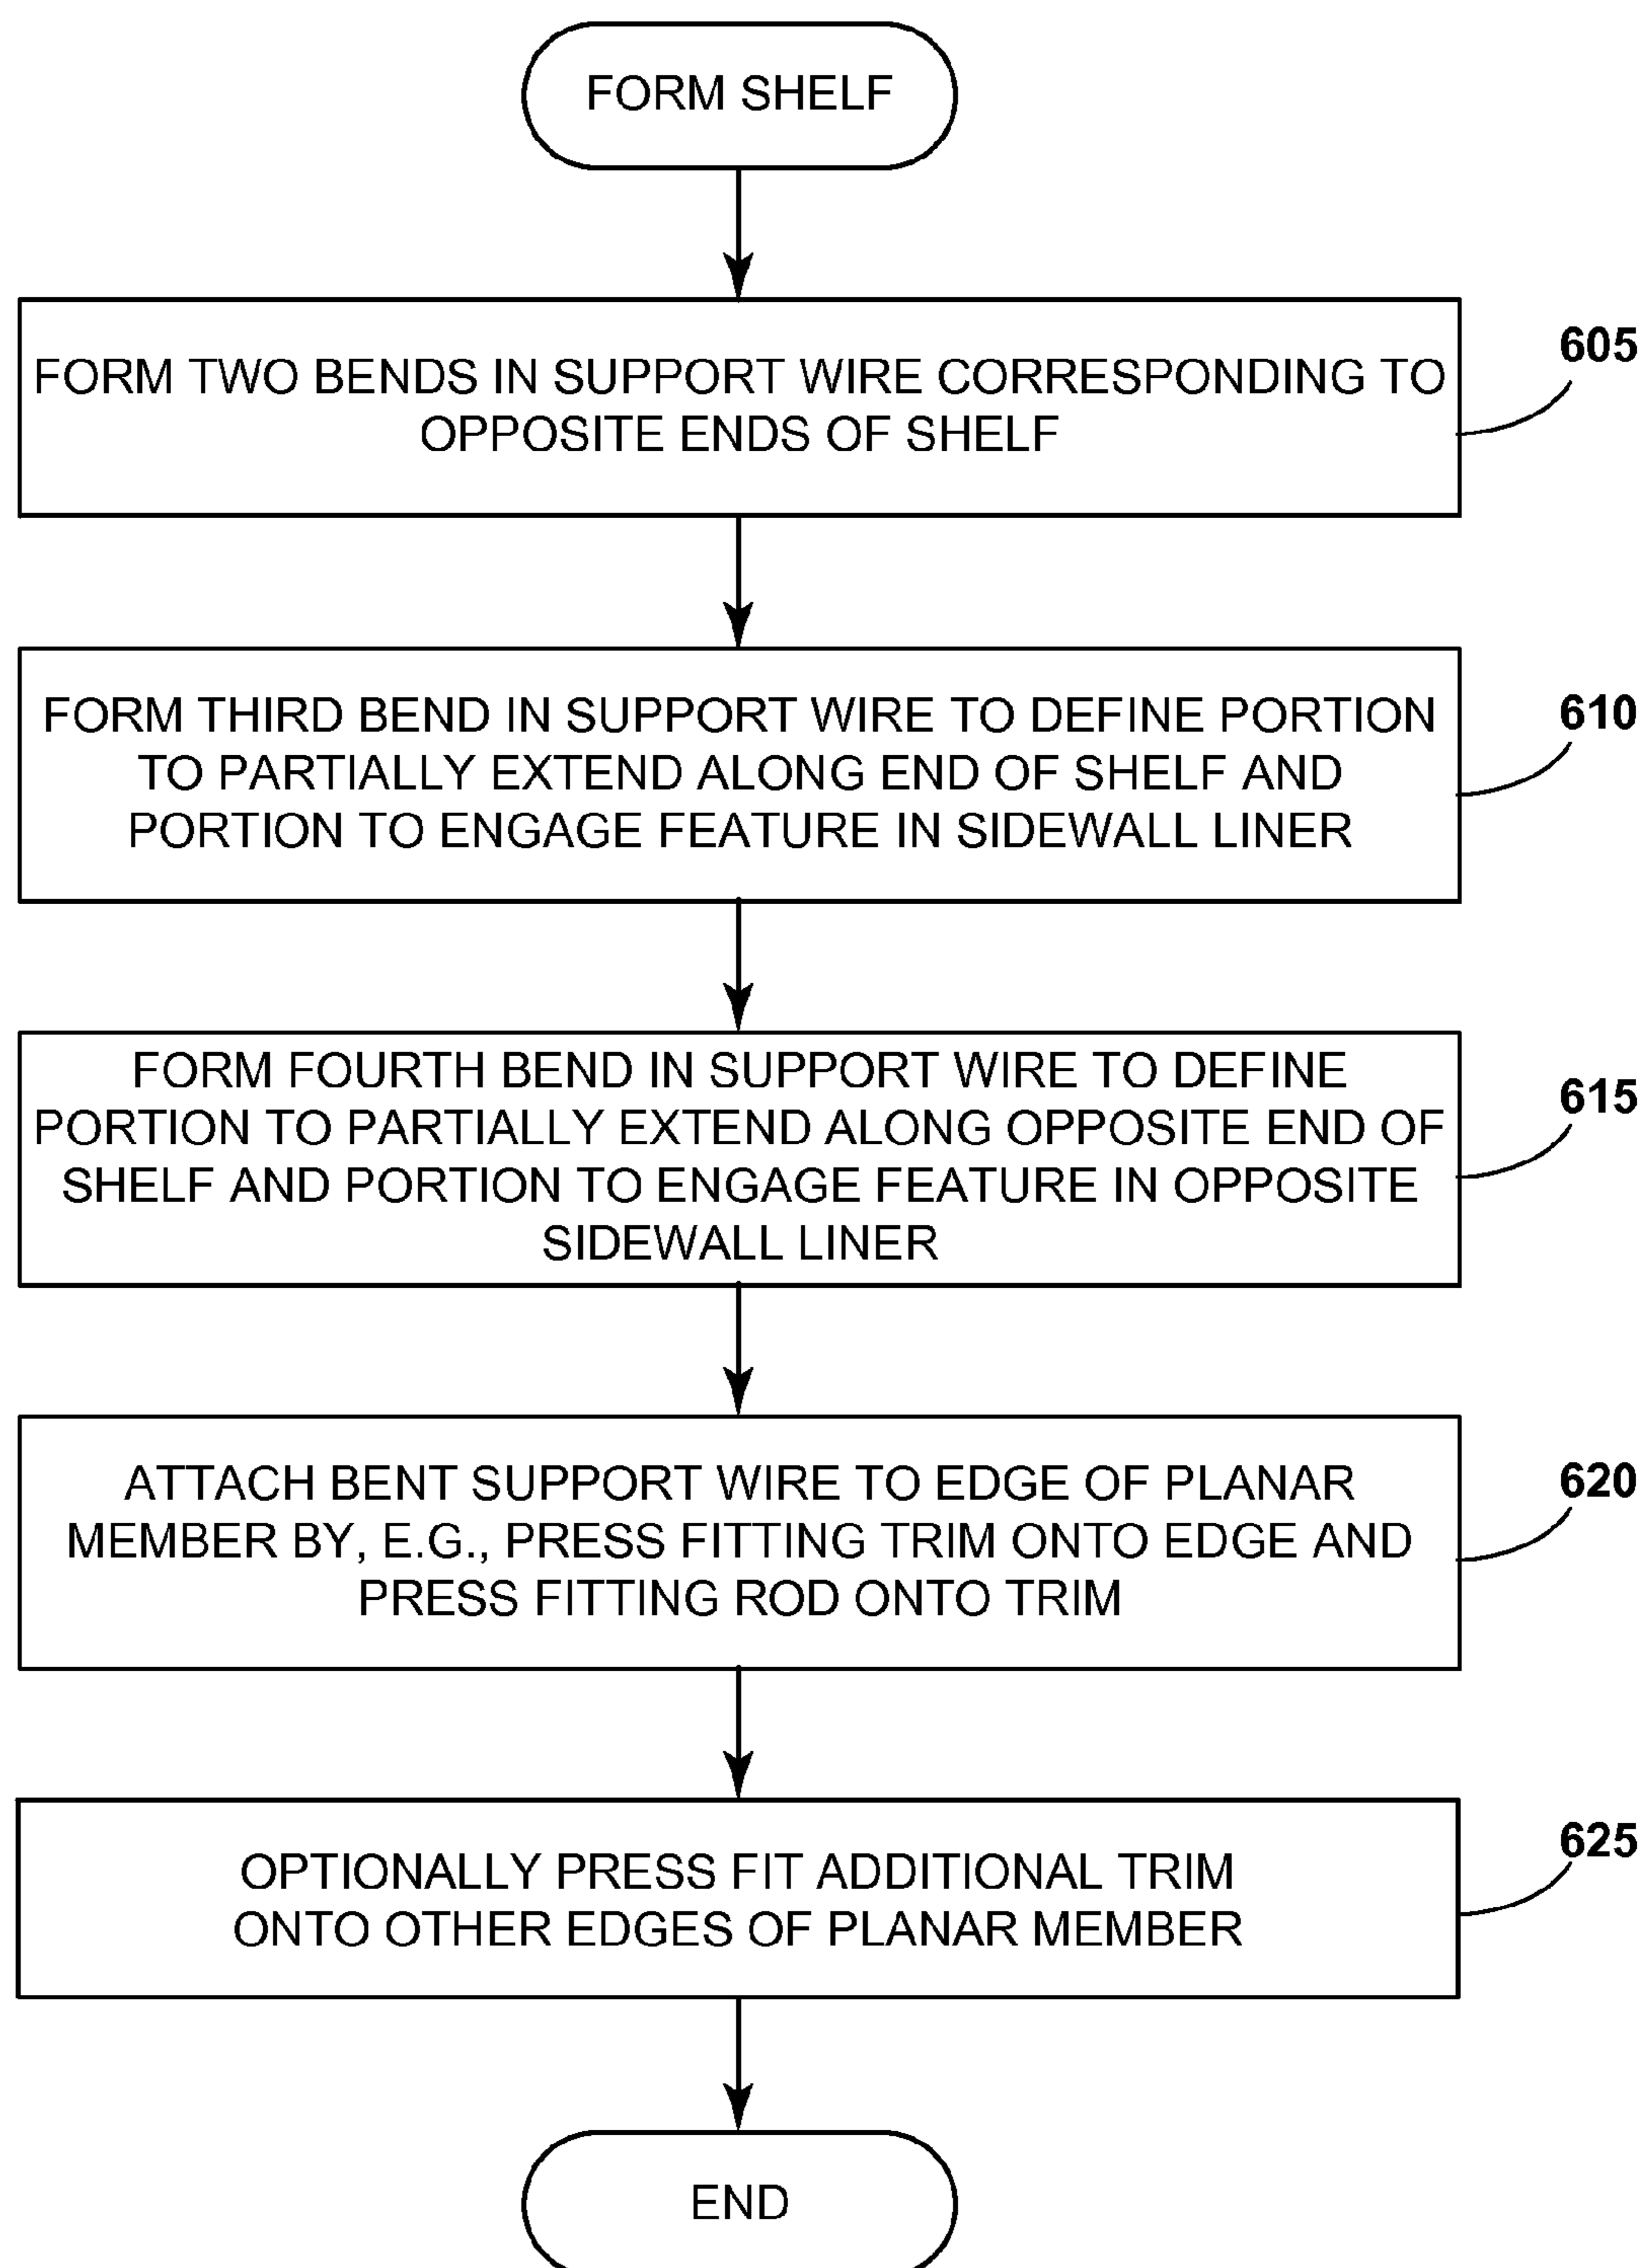 FORM SHELF
FORM TWO BENDS IN SUPPORT WIRE CORRESPONDING TO
OPPOSITE ENDS OF SHELF
605
FORM THIRD BEND IN SUPPORT WIRE TO DEFINE PORTION
TO PARTIALLY EXTEND ALONG END OF SHELF AND
PORTION TO ENGAGE FEATURE IN SIDEWALL LINER
610
FORM FOURTH BEND IN SUPPORT WIRE TO DEFINE
PORTION TO PARTIALLY EXTEND ALONG OPPOSITE END OF
SHELF AND PORTION TO ENGAGE FEATURE IN OPPOSITE
SIDEWALL LINER
615
ATTACH BENT SUPPORT WIRE TO EDGE OF PLANAR
MEMBER BY, E.G., PRESS FITTING TRIM ONTO EDGE AND
PRESS FITTING ROD ONTO TRIM
620
OPTIONALLY PRESS FIT ADDITIONAL TRIM
ONTO OTHER EDGES OF PLANAR MEMBER
625
END